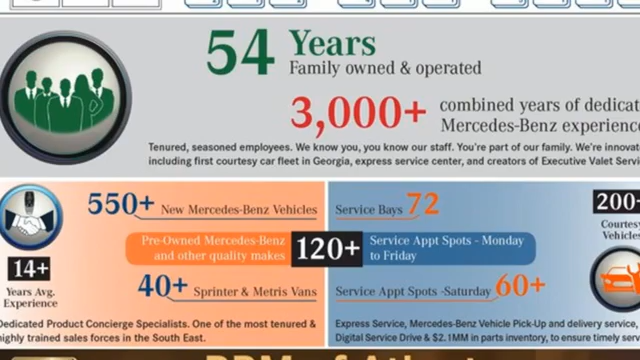 54 Years
Family owned & operated
3,000+ combined years of
Mercedes-Benz
Tenured, seasoned employees. We know you, you know our staff. You're part of our family. We're
including first courtesy car fleet in Georgia, express service center, and creators of Executive Valet
550+ New Mercedes-Benz Vehicles
Pre-Owned Mercedes-Benz
and other quality makes
40+ Sprinter & Metris Vans
14+
Years Avg.
Experience
Dedicated Product Concierge Specialists. One of the most tenured &
highly trained sales forces in the South East.
Service Bays 72
120+
Service Appt Spots - Monday
to Friday
Service Appt Spots -Saturday 60+
200+
Courtesy
Vehicles
Express Service, Mercedes-Benz Vehicle Pick-Up and delivery service,
Digital Service Drive & $2.1MM in parts inventory, to ensure timely